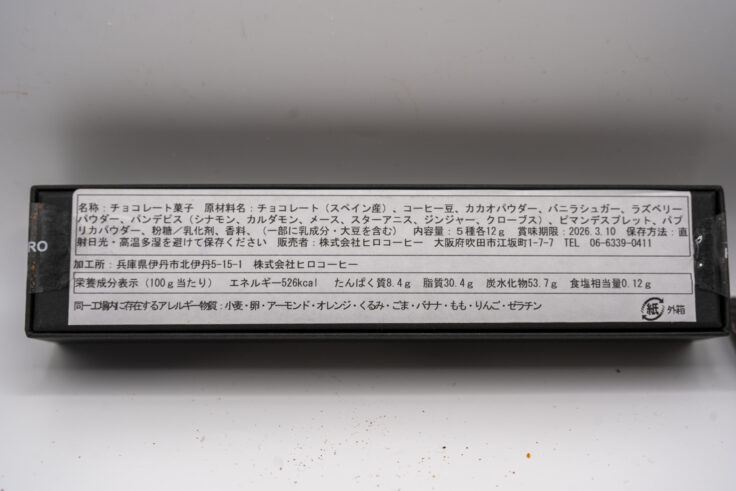 名称：チョコレート菓子　原材料名：チョコレート（スペイン産）、コーヒー豆、カカオパウダー、バニラシュガー、ラズベリー
パウダー、パンデピス（シナモン、カルダモン、メース、スターアニス、ジンジャー、クローブス）、ピマンデスプレット、パプ
リカパウダー、粉糖／乳化剤、香料、（一部に乳成分・大豆を含む）　内容量：５種各12ｇ　賞味期限：2026.3.10　保存方法：直
射日光・高温多湿を避けて保存ください　販売者：株式会社ヒロコーヒー　大阪府吹田市江坂町1-7-7　TEL　06-6339-0411
RO
加工所：兵庫県伊丹市北伊丹5-15-1　株式会社ヒロコーヒー
栄養成分表示（100ｇ当たり）　エネルギー526kcal　たんぱく質8.4ｇ　脂質30.4ｇ　炭水化物53.7ｇ　食塩相当量0.12ｇ
同一工場内に存在するアレルギー物質：小麦・卵・アーモンド・オレンジ・くるみ・ごま・バナナ・もも・りんご・ゼラチン
紙 外箱